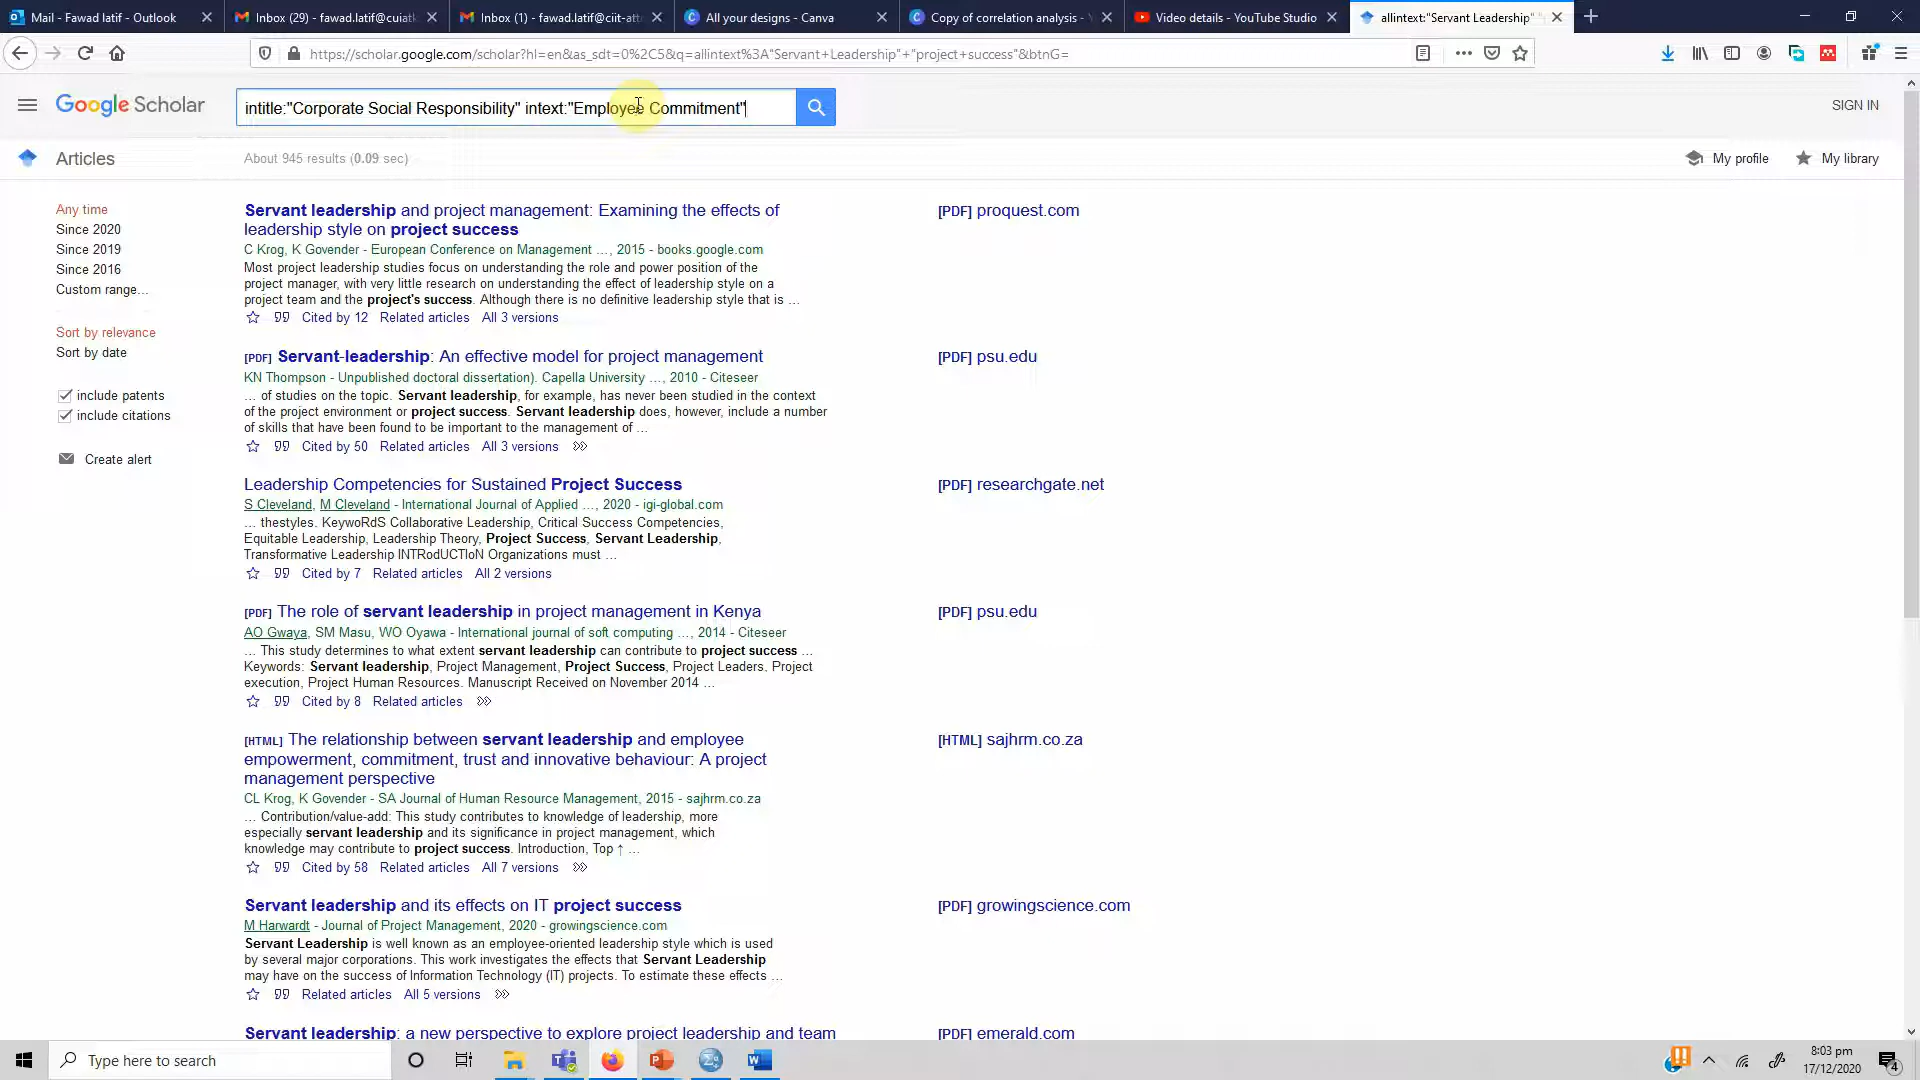 Mail - Fawad latif - Outlook
Inbox (29) - fawad.latif@cuiatk
Inbox (1) - fawad.latif@ciit-att
All your designs - Canva
Copy of correlation analysis -
Video details - YouTube Studio
allintext:"Servant Leadership"
https://scholar.google.com/scholar?hl=en&as_sdt=0%2C5&q=allintext%3A"Servant+Leadership"+"project+success"&btnG=
Google Scholar
intitle:"Corporate Social Responsibility" intext:"Employee Commitment"
SIGN IN
Articles
About 945 results (0.09 sec)
My profile
My library
Any time
Since 2020
Since 2019
Since 2016
Custom range...
Sort by relevance
Sort by date
include patents
include citations
Create alert
Servant leadership and project management: Examining the effects of
leadership style on project success
[PDF] proquest.com
C Krog, K Govender - European Conference on Management …, 2015 - books.google.com
Most project leadership studies focus on understanding the role and power position of the
project manager, with very little research on understanding the effect of leadership style on a
project team and the project's success. Although there is no definitive leadership style that is ...
Cited by 12 Related articles All 3 versions
[PDF] Servant-leadership: An effective model for project management
[PDF] psu.edu
KN Thompson - Unpublished doctoral dissertation). Capella University …, 2010 - Citeseer
... of studies on the topic. Servant leadership, for example, has never been studied in the context
of the project environment or project success. Servant leadership does, however, include a number
of skills that have been found to be important to the management of ...
Cited by 50 Related articles All 3 versions
Leadership Competencies for Sustained Project Success
[PDF] researchgate.net
S Cleveland, M Cleveland - International Journal of Applied …, 2020 - igi-global.com
... thestyles. KeywoRdS Collaborative Leadership, Critical Success Competencies,
Equitable Leadership, Leadership Theory, Project Success, Servant Leadership,
Transformative Leadership INTRodUCTIoN Organizations must ...
Cited by 7 Related articles All 2 versions
[PDF] The role of servant leadership in project management in Kenya
[PDF] psu.edu
AO Gwaya, SM Masu, WO Oyawa - International journal of soft computing …, 2014 - Citeseer
... This study determines to what extent servant leadership can contribute to project success ...
Keywords: Servant leadership, Project Management, Project Success, Project Leaders. Project
execution, Project Human Resources. Manuscript Received on November 2014 ...
Cited by 8 Related articles
[HTML] The relationship between servant leadership and employee
empowerment, commitment, trust and innovative behaviour: A project
management perspective
[HTML] sajhrm.co.za
CL Krog, K Govender - SA Journal of Human Resource Management, 2015 - sajhrm.co.za
... Contribution/value-add: This study contributes to knowledge of leadership, more
especially servant leadership and its significance in project management, which
knowledge may contribute to project success. Introduction, Top ↑ ...
Cited by 58 Related articles All 7 versions
Servant leadership and its effects on IT project success
[PDF] growingscience.com
M Harwardt - Journal of Project Management, 2020 - growingscience.com
Servant Leadership is well known as an employee-oriented leadership style which is used
by several major corporations. This work investigates the effects that Servant Leadership
may have on the success of Information Technology (IT) projects. To estimate these effects ...
Related articles All 5 versions
Servant leadership: a new perspective to explore project leadership and team
[PDF] emerald.com
Type here to search
8:03 pm
17/12/2020
4